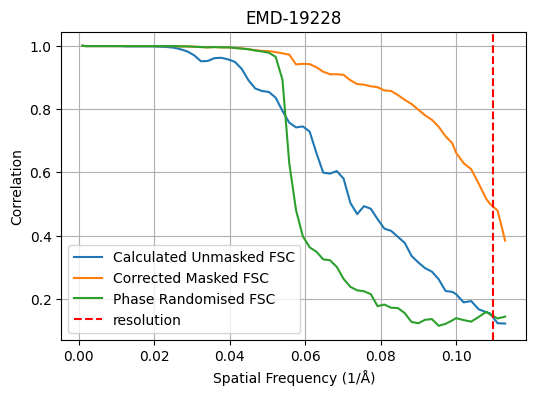 EMD-19228
1.0
0.8
0.6
0.4
0.2
Correlation
Calculated Unmasked FSC
Corrected Masked FSC
Phase Randomised FSC
resolution
0.00 0.02 0.04 0.06 0.08 0.10
Spatial Frequency (1/Å)